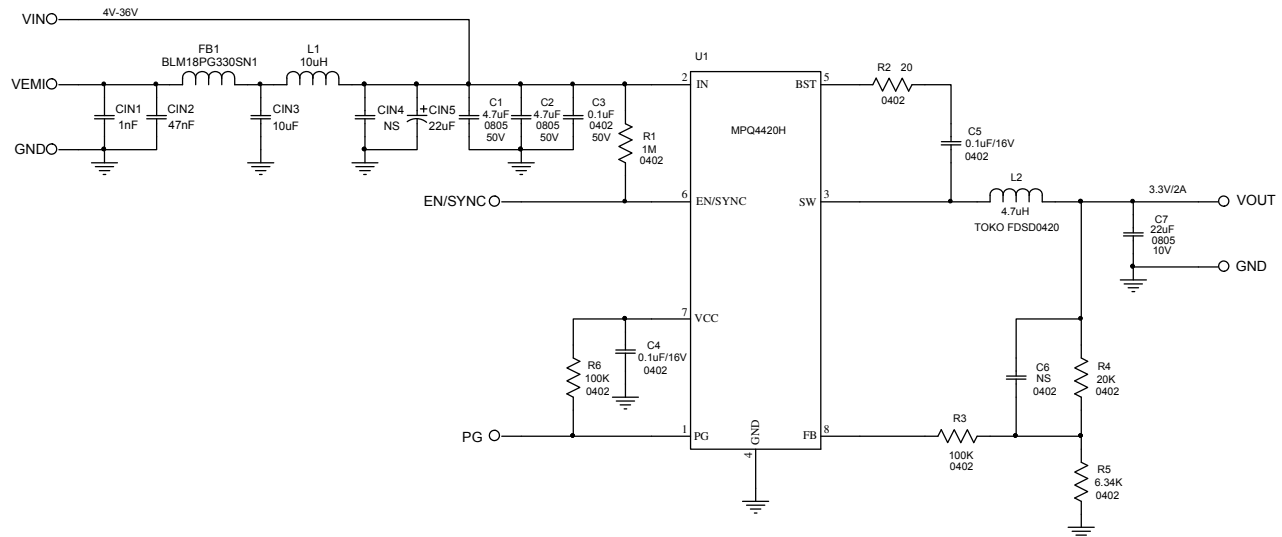 VIN
4V-36V
FB1
BLM18PG330SN1
L1
10uH
VEMI
GND
CIN1
1nF
CIN2
47nF
CIN3
10uF
CIN4
NS
+
CIN5
22uF
C1
4.7uF
0805
50V
C2
4.7uF
0805
50V
C3
0.1uF
0402
50V
R1
1M
0402
EN/SYNC
U1
MPQ4420H
2
IN
6
EN/SYNC
7
VCC
1
PG
4
GND
5
BST
3
SW
8
FB
R2 20
0402
C5
0.1uF/16V
0402
L2
4.7uH
TOKO FDSD0420
3.3V/2A
VOUT
C7
22uF
0805
10V
GND
C4
0.1uF/16V
0402
R6
100K
0402
PG
C6
NS
0402
R4
20K
0402
R3
100K
0402
R5
6.34K
0402